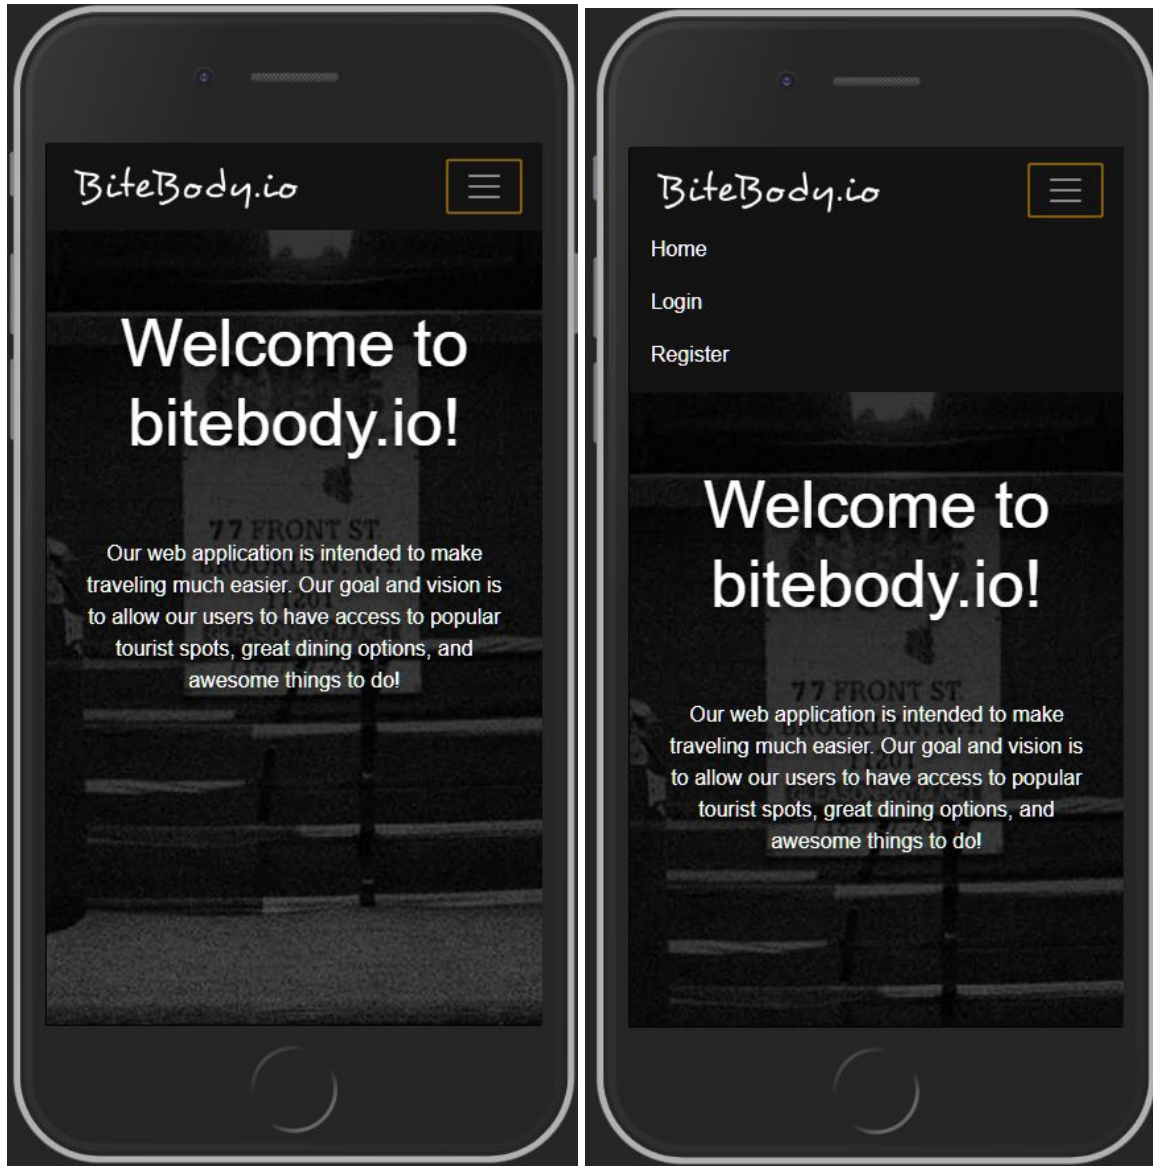 BiteBody.io
Welcome to
bitebody.io!
77 FRONT ST.
BROOKLYN, N.Y.
11201
Our web application is intended to make
traveling much easier. Our goal and vision is
to allow our users to have access to popular
tourist spots, great dining options, and
awesome things to do!
BiteBody.io
Home
Login
Register
Welcome to
bitebody.io!
77 FRONT ST.
BROOKLYN, N.Y.
11201
Our web application is intended to make
traveling much easier. Our goal and vision is
to allow our users to have access to popular
tourist spots, great dining options, and
awesome things to do!